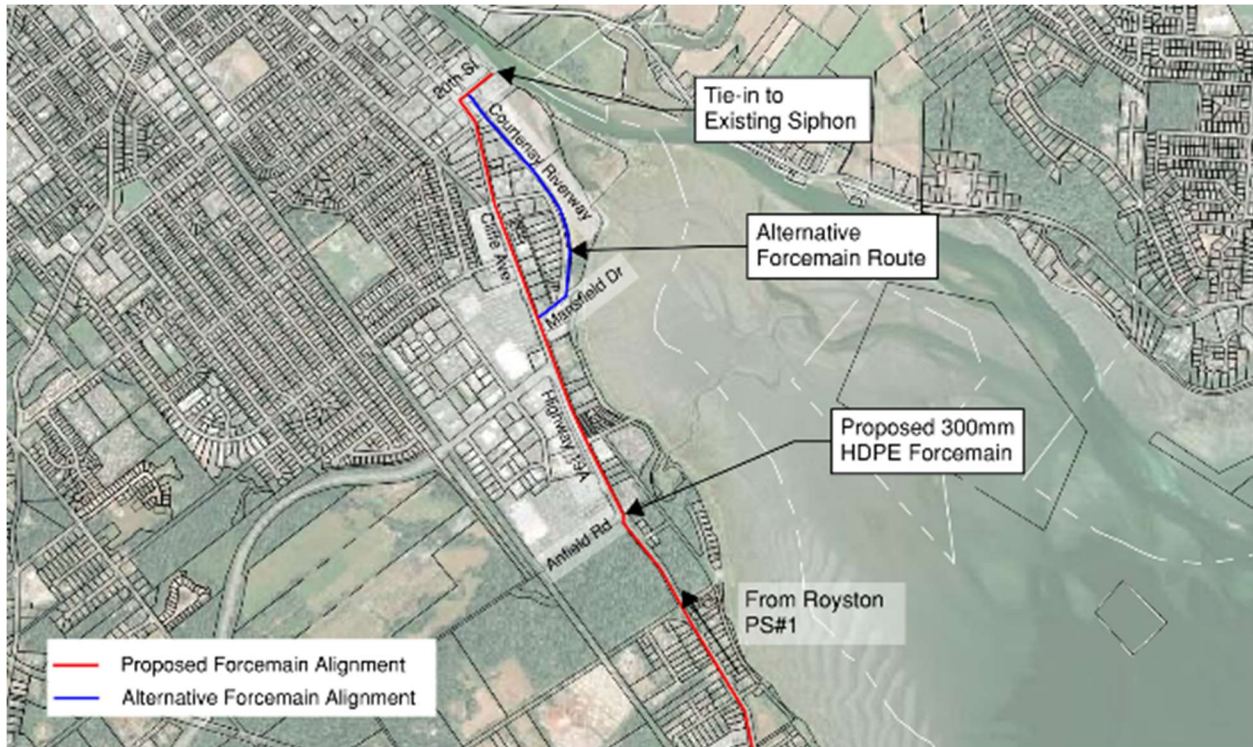 20th St
Tie-in to
Existing Siphon
Courtenay Riverway
Cliffe Ave
Alternative
Forcemain Route
Mansfield Dr
Highway 19A
Proposed 300mm
HDPE Forcemain
Anfield Rd
From Royston
PS#1
Proposed Forcemain Alignment
Alternative Forcemain Alignment